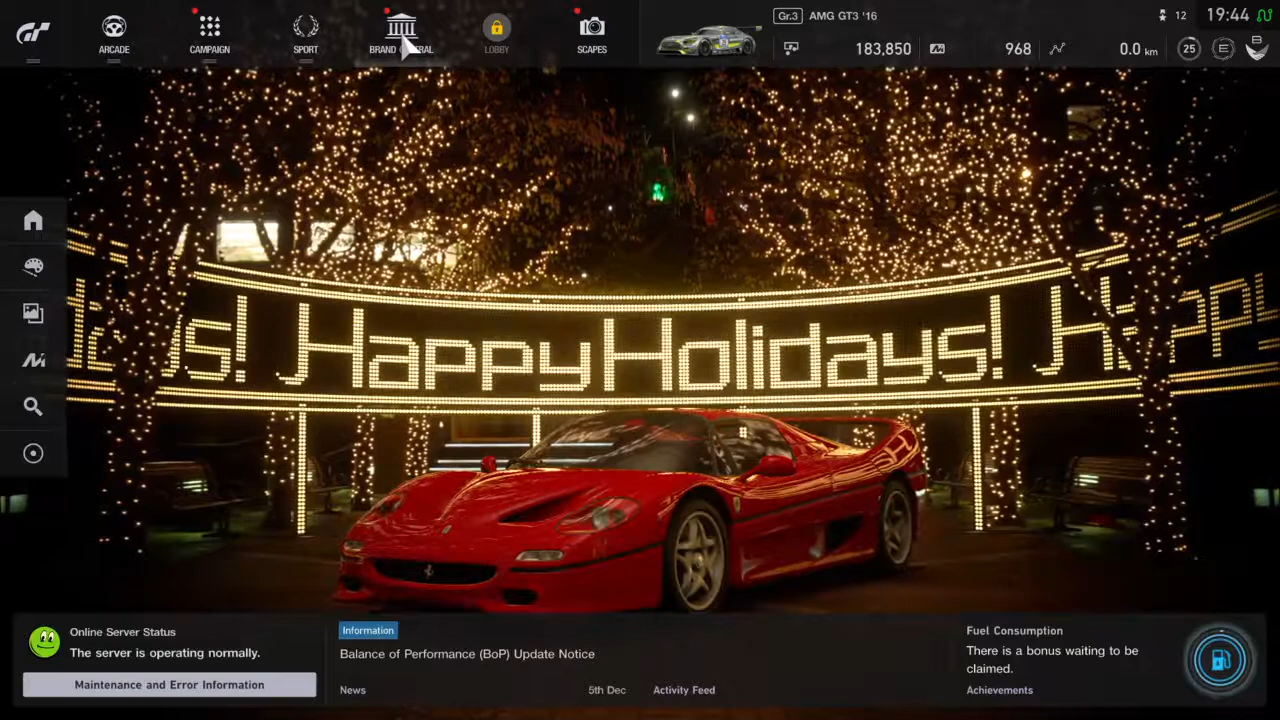 ARCADE
CAMPAIGN
SPORT
BRAND CENTRAL
LOBBY
SCAPES
Gr.3 AMG GT3 '16
12
19:44
183,850
968
0.0 km
25
E
B
Happy Holidays!
Online Server Status
The server is operating normally.
Maintenance and Error Information
Information
Balance of Performance (BoP) Update Notice
News
5th Dec
Activity Feed
Fuel Consumption
There is a bonus waiting to be
claimed.
Achievements